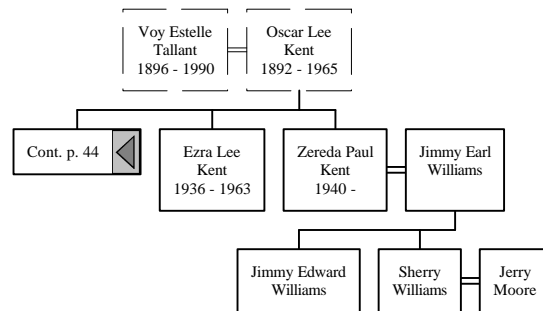 Voy Estelle
Tallant
1896 - 1990
Oscar Lee
Kent
1892 - 1965
Cont. p. 44
Ezra Lee
Kent
1936 - 1963
Zereda Paul
Kent
1940 -
Jimmy Earl
Williams
Jimmy Edward
Williams
Sherry
Williams
Jerry
Moore